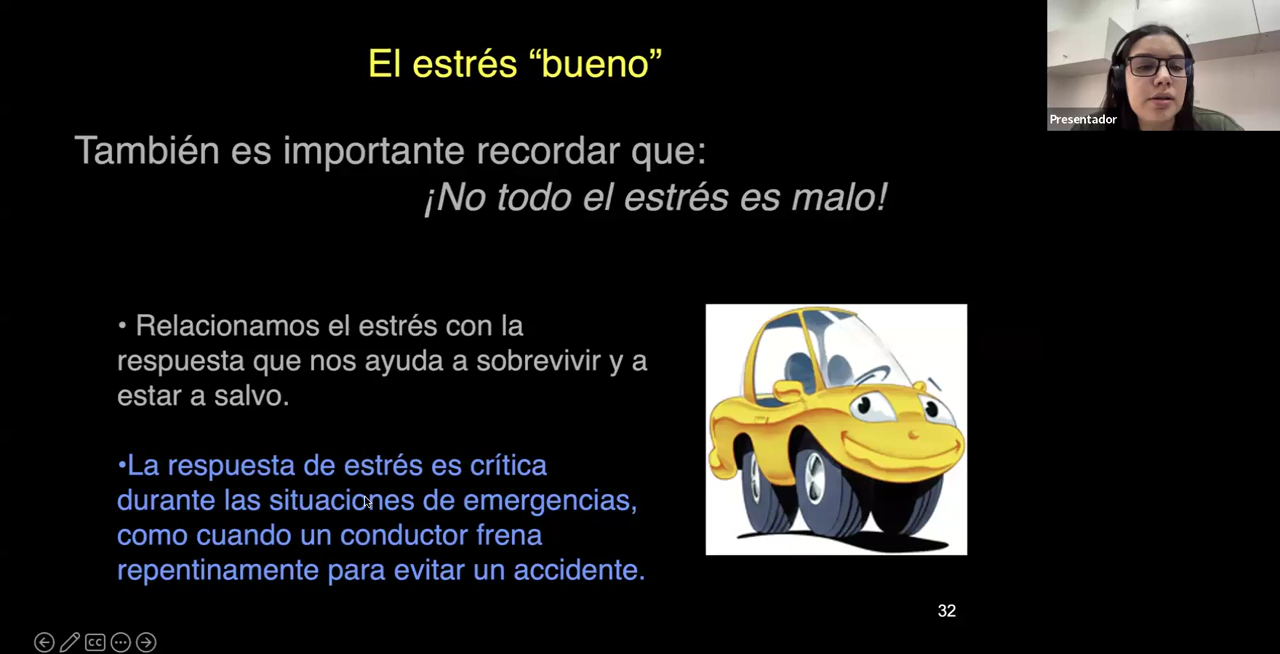 El estrés “bueno”
Presentador
También es importante recordar que:
¡No todo el estrés es malo!
• Relacionamos el estrés con la
respuesta que nos ayuda a sobrevivir y a
estar a salvo.
•La respuesta de estrés es crítica
durante las situaciones de emergencias,
como cuando un conductor frena
repentinamente para evitar un accidente.
32
CC